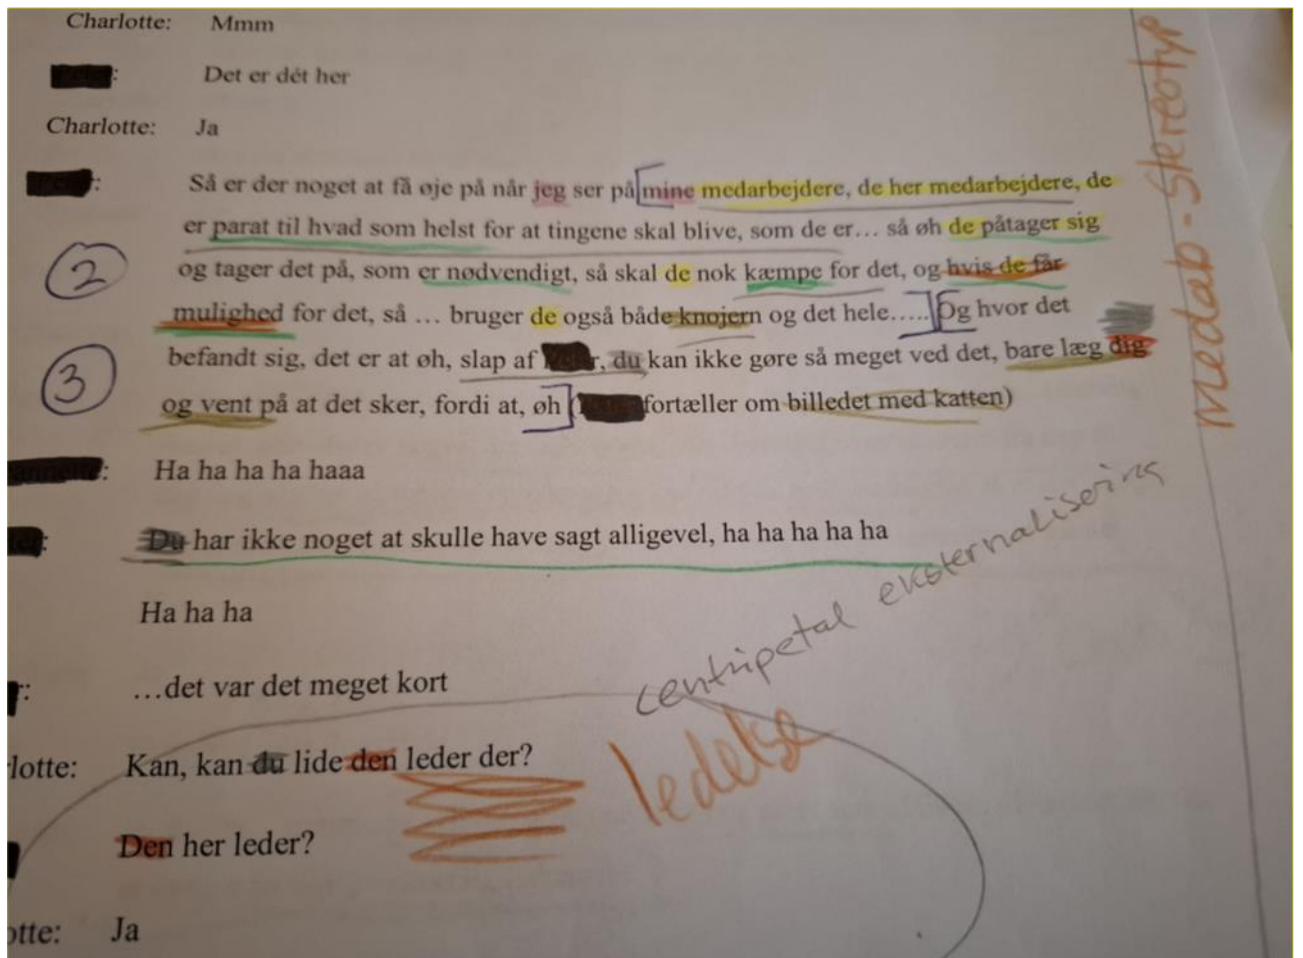 Charlotte: Mmm
: Det er dét her
Charlotte: Ja
: Så er der noget at få øje på når jeg ser på mine medarbejdere, de her medarbejdere, de
er parat til hvad som helst for at tingene skal blive, som de er… så øh de påtager sig
2 og tager det på, som er nødvendigt, så skal de nok kæmpe for det, og hvis de får
mulighed for det, så … bruger de også både knojern og det hele….. Og hvor det
3 befandt sig, det er at øh, slap af , du kan ikke gøre så meget ved det, bare læg dig
og vent på at det sker, fordi at, øh ( fortæller om billedet med katten)
: Ha ha ha ha haaa
: Du har ikke noget at skulle have sagt alligevel, ha ha ha ha ha
Ha ha ha
: …det var det meget kort
lotte: Kan, kan du lide den leder der?
Den her leder?
otte: Ja
medarb-stereotyp
centripetal eksternalisering
ledelse